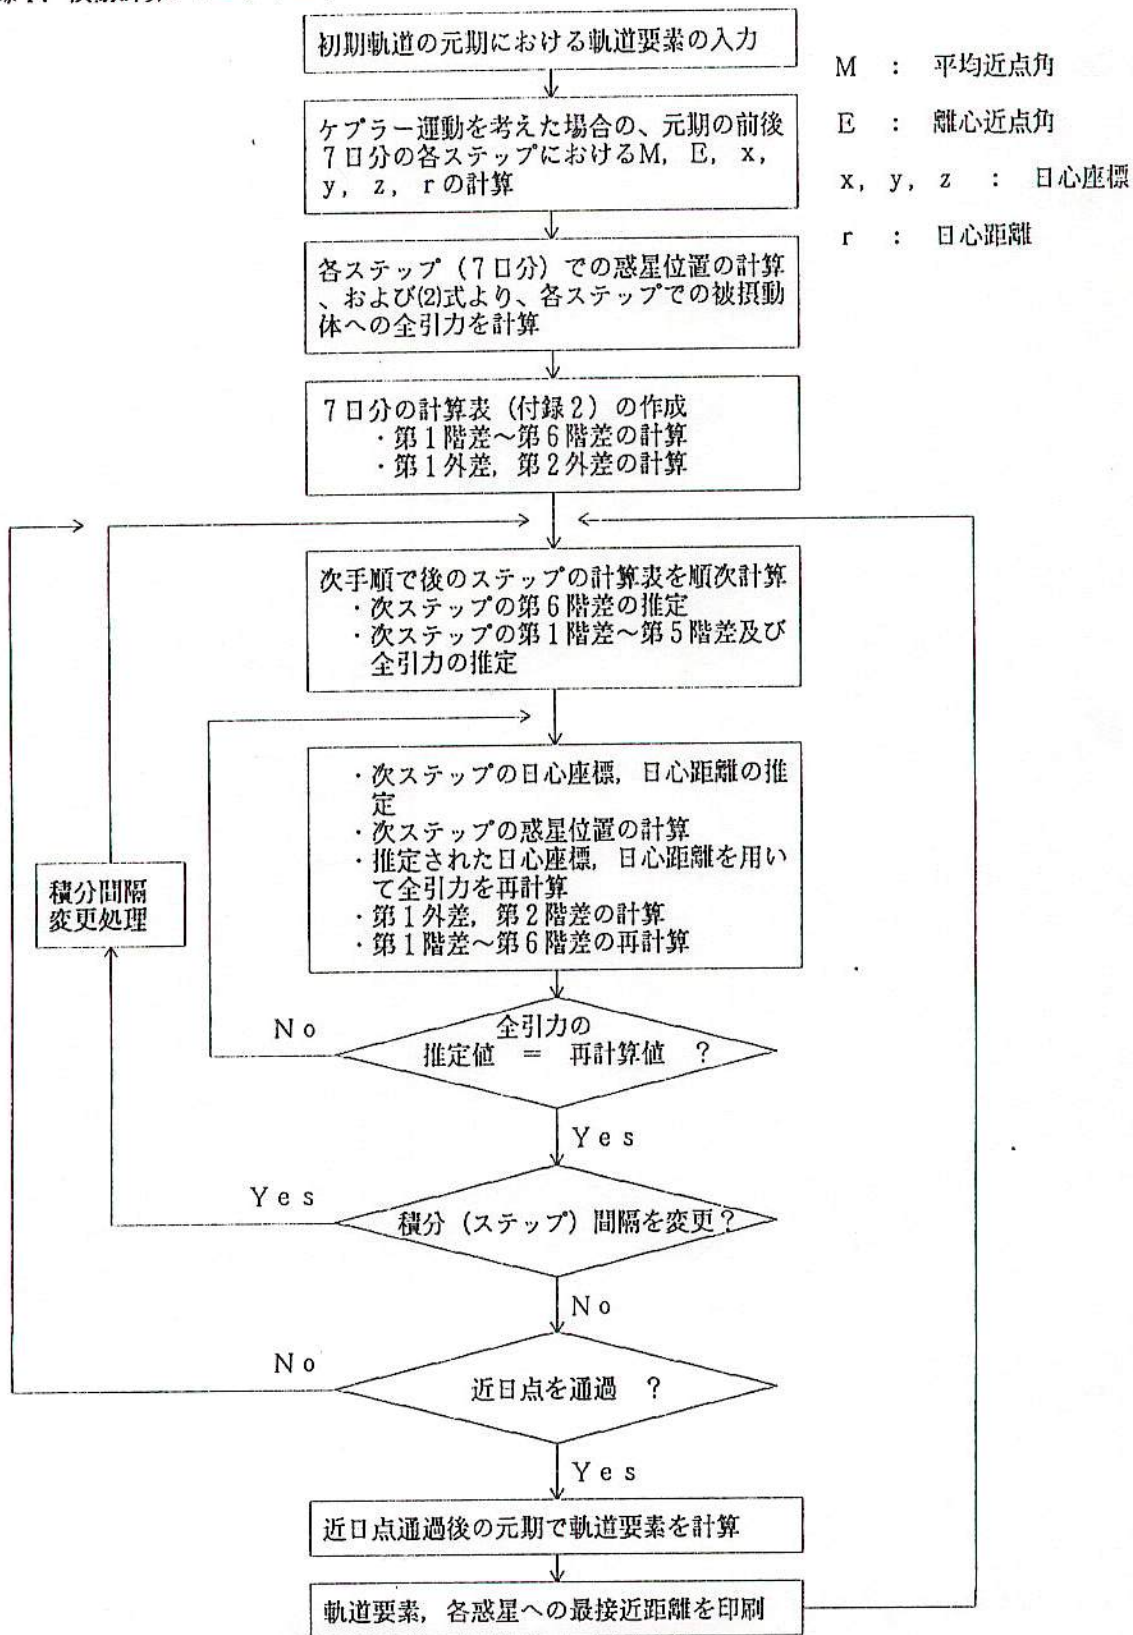 初期軌道の元期における軌道要素の入力
M : 平均近点角
E : 離心近点角
x, y, z : 日心座標
r : 日心距離
ケプラー運動を考えた場合の、元期の前後
7日分の各ステップにおけるM, E, x,
y, z, rの計算
各ステップ(7日分)での惑星位置の計算
、および(2)式より、各ステップでの被摂動
体への全引力を計算
7日分の計算表(付録2)の作成
・第1階差～第6階差の計算
・第1外差, 第2外差の計算
次手順で後のステップの計算表を順次計算
・次ステップの第6階差の推定
・次ステップの第1階差～第5階差及び
全引力の推定
・次ステップの日心座標, 日心距離の推
定
・次ステップの惑星位置の計算
・推定された日心座標, 日心距離を用い
て全引力を再計算
・第1外差, 第2階差の計算
・第1階差～第6階差の再計算
積分間隔
変更処理
No
全引力の
推定値 = 再計算値 ?
Yes
Yes
積分(ステップ)間隔を変更?
No
No
近日点を通過 ?
Yes
近日点通過後の元期で軌道要素を計算
軌道要素, 各惑星への最接近距離を印刷